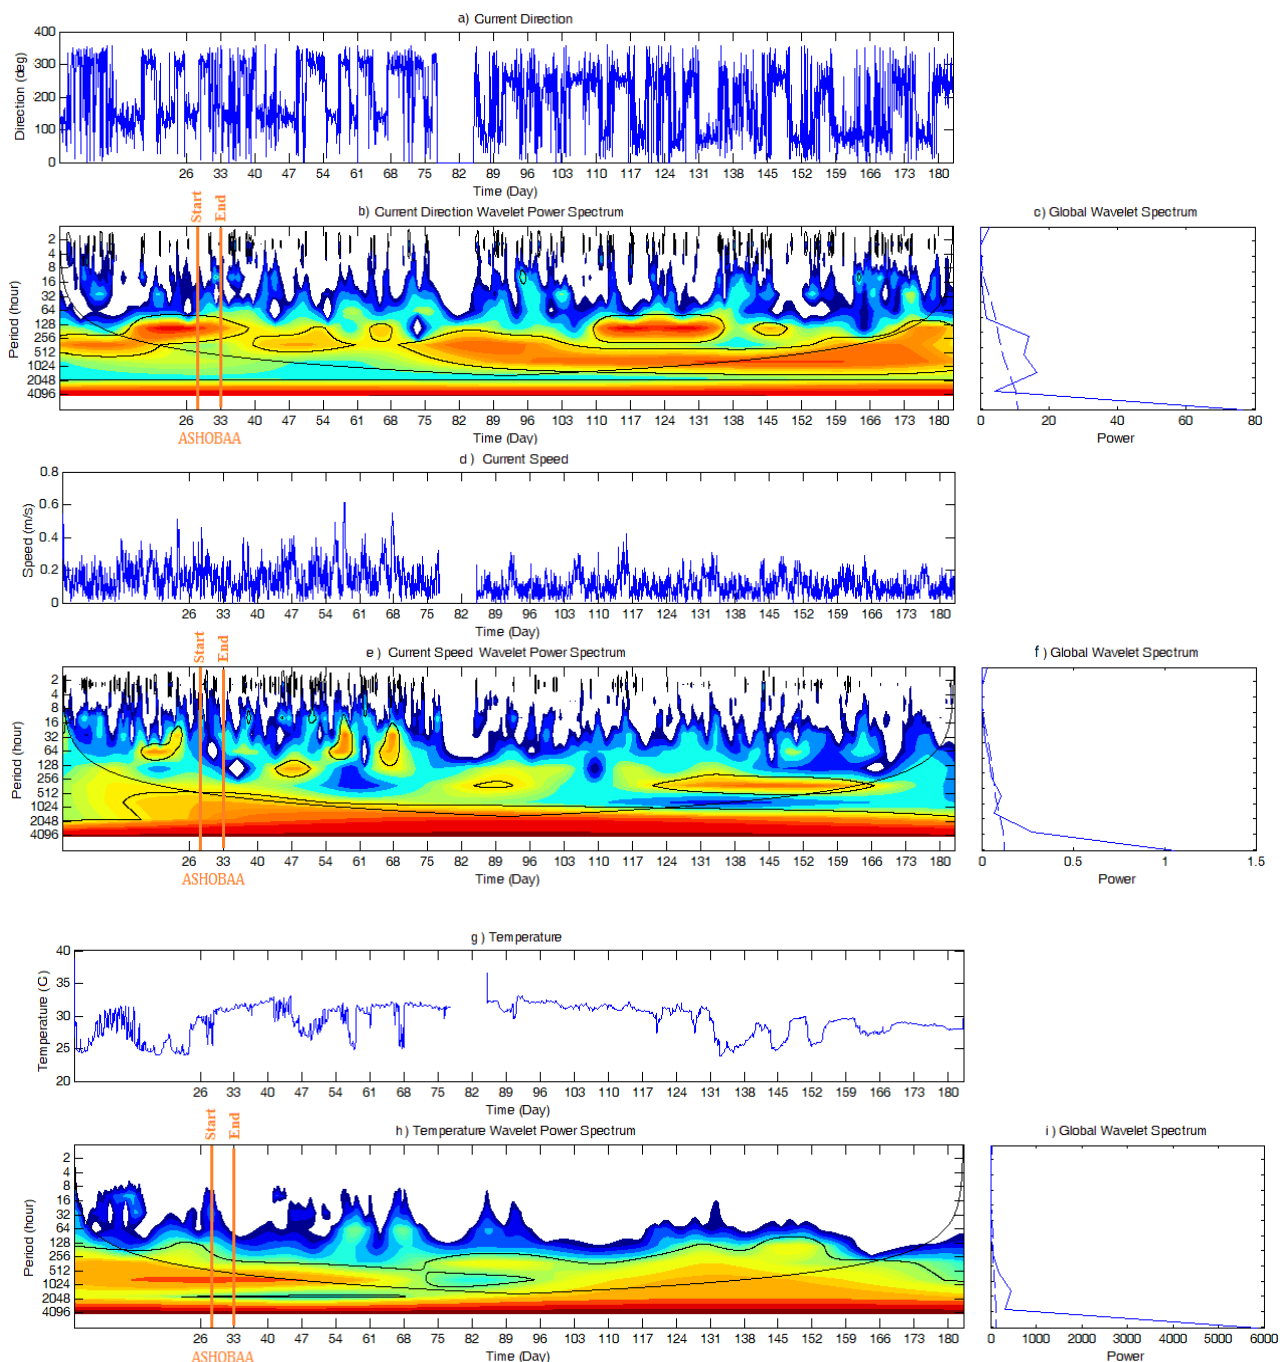 a) Current Direction
Direction (deg)
400
300
200
100
0
26 33 40 47 54 61 68 75 82 89 96 103 110 117 124 131 138 145 152 159 166 173 180
Time (Day)
Start
End
b) Current Direction Wavelet Power Spectrum
Period (hour)
2
4
8
16
32
64
128
256
512
1024
2048
4096
26 33 40 47 54 61 68 75 82 89 96 103 110 117 124 131 138 145 152 159 166 173 180
ASHOBAA
Time (Day)
c) Global Wavelet Spectrum
0 20 40 60 80
Power
d ) Current Speed
Speed (m/s)
0.8
0.6
0.4
0.2
0
26 33 40 47 54 61 68 75 82 89 96 103 110 117 124 131 138 145 152 159 166 173 180
Time (Day)
Start
End
e ) Current Speed Wavelet Power Spectrum
Period (hour)
2
4
8
16
32
64
128
256
512
1024
2048
4096
26 33 40 47 54 61 68 75 82 89 96 103 110 117 124 131 138 145 152 159 166 173 180
ASHOBAA
Time (Day)
f ) Global Wavelet Spectrum
0 0.5 1 1.5
Power
g ) Temperature
Temperature (C)
40
35
30
25
20
26 33 40 47 54 61 68 75 82 89 96 103 110 117 124 131 138 145 152 159 166 173 180
Time (Day)
Start
End
h ) Temperature Wavelet Power Spectrum
Period (hour)
2
4
8
16
32
64
128
256
512
1024
2048
4096
26 33 40 47 54 61 68 75 82 89 96 103 110 117 124 131 138 145 152 159 166 173 180
ASHOBAA
Time (Day)
i ) Global Wavelet Spectrum
0 1000 2000 3000 4000 5000 6000
Power